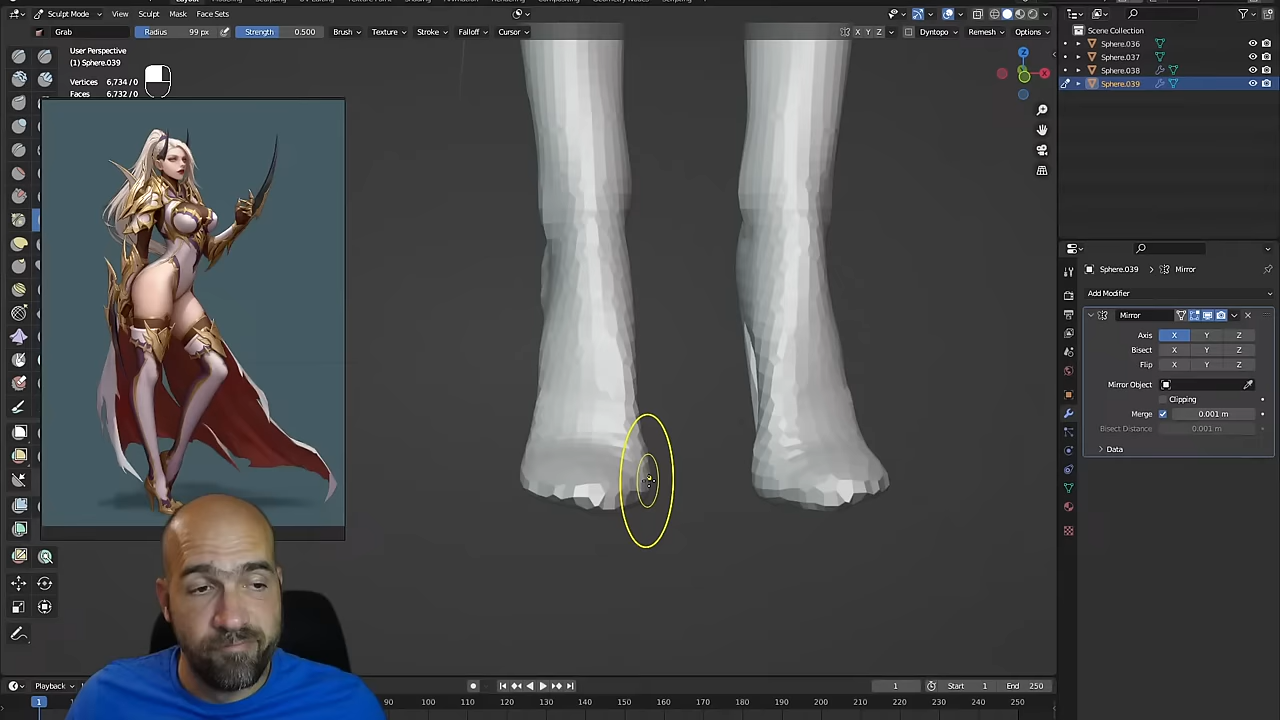 Layout
Sculpt Mode View Sculpt Mask Face Sets
Grab Radius 99 px Strength 0.500 Brush Texture Stroke Falloff Cursor X Y Z Dyntopo Remesh Options
User Perspective
(1) Sphere.039
Vertices 6.734 / 0
Faces 6.732 / 0
Z
X
Scene Collection
Sphere.036
Sphere.037
Sphere.038
Sphere.039
Sphere.039 > Mirror
Add Modifier
Mirror
Axis X Y Z
Bisect X Y Z
Flip X Y Z
Mirror Object
Clipping
Merge 0.001 m
Bisect Distance 0.001 m
Data
Playback 1 Start 1 End 250
1 100 110 120 130 140 150 160 170 180 190 200 210 220 230 240 250